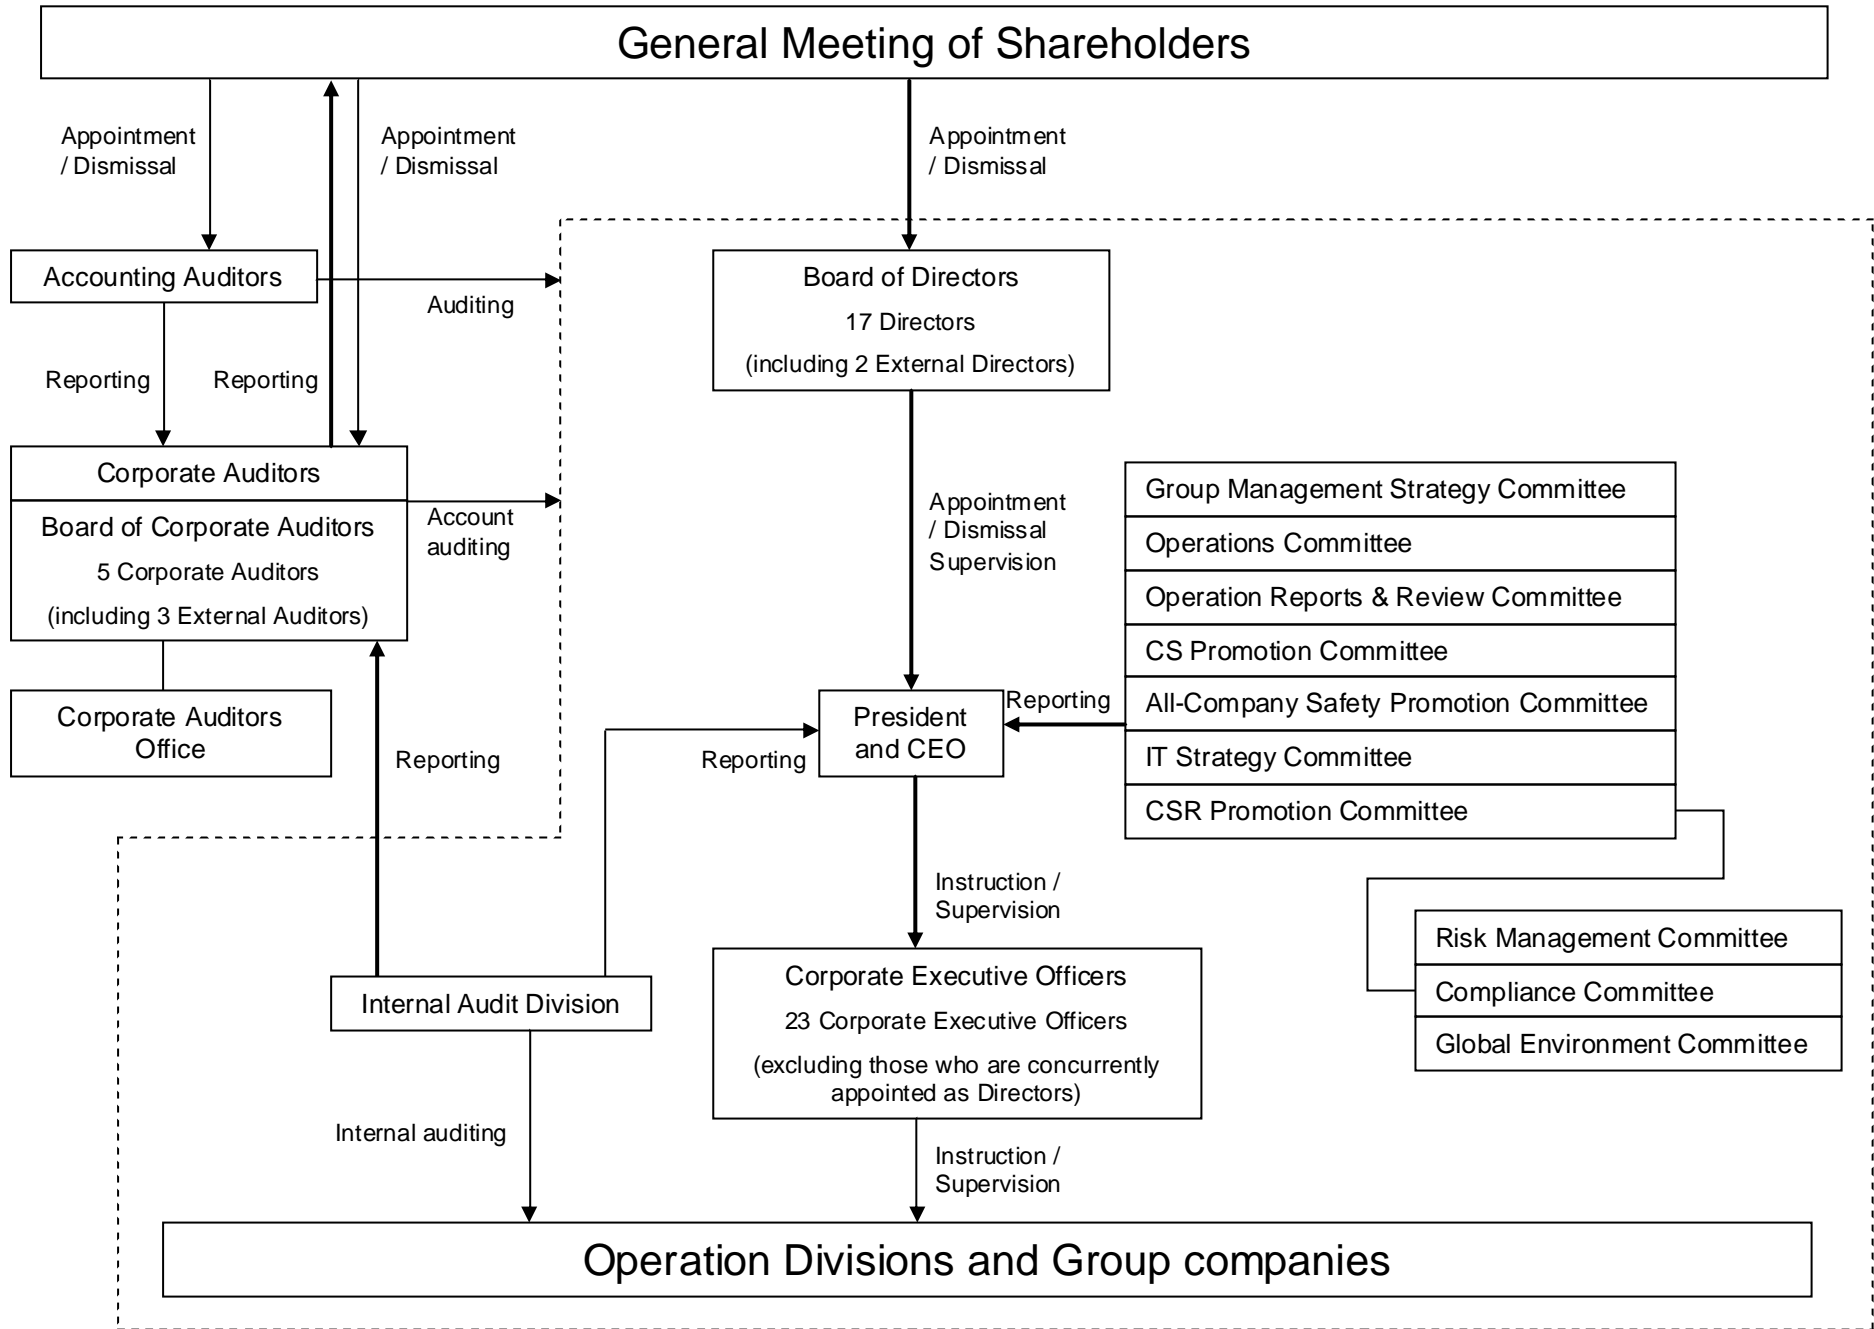 General Meeting of Shareholders
Appointment
/ Dismissal
Appointment
/ Dismissal
Appointment
/ Dismissal
Accounting Auditors
Auditing
Board of Directors
17 Directors
(including 2 External Directors)
Reporting
Reporting
Corporate Auditors
Board of Corporate Auditors
5 Corporate Auditors
(including 3 External Auditors)
Account
auditing
Appointment
/ Dismissal
Supervision
Group Management Strategy Committee
Operations Committee
Operation Reports & Review Committee
CS Promotion Committee
All-Company Safety Promotion Committee
IT Strategy Committee
CSR Promotion Committee
Corporate Auditors
Office
Reporting
Reporting
President
and CEO
Reporting
Instruction /
Supervision
Risk Management Committee
Compliance Committee
Global Environment Committee
Internal Audit Division
Corporate Executive Officers
23 Corporate Executive Officers
(excluding those who are concurrently
appointed as Directors)
Internal auditing
Instruction /
Supervision
Operation Divisions and Group companies